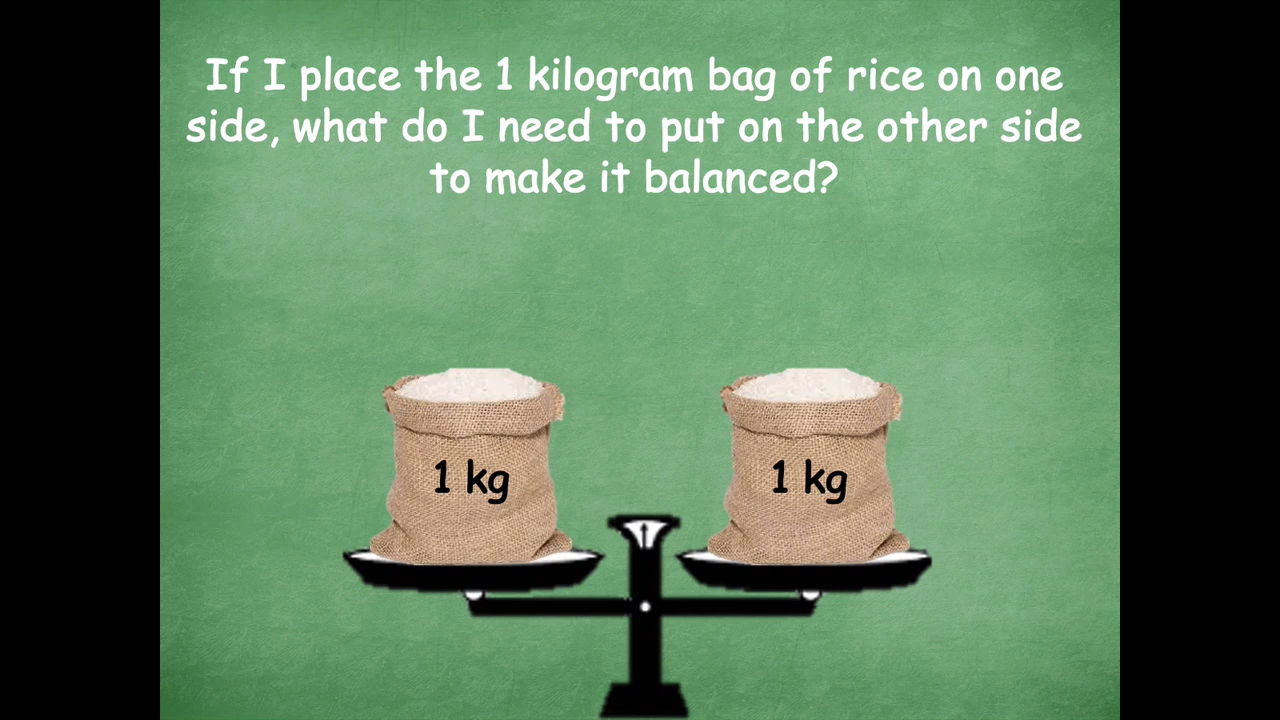 If I place the 1 kilogram bag of rice on one
side, what do I need to put on the other side
to make it balanced?
1 kg
1 kg